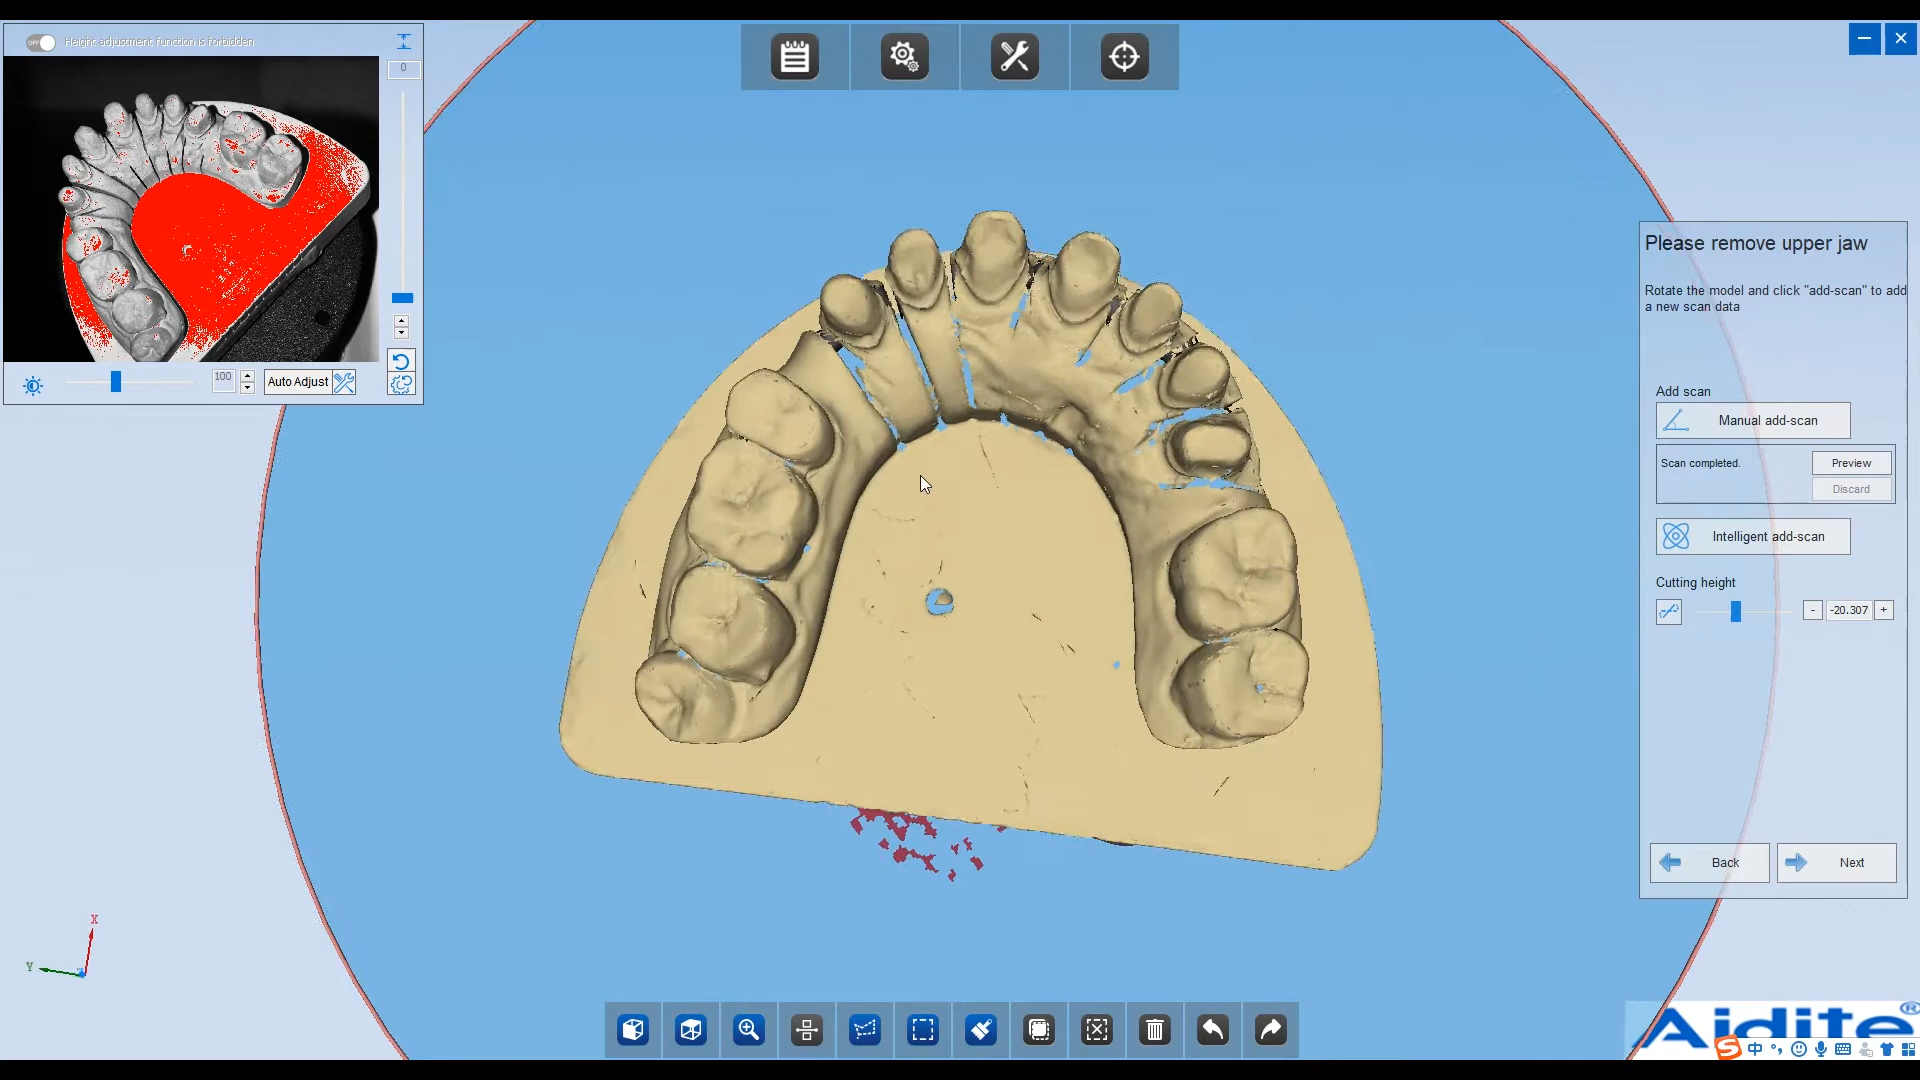 OFF Height adjustment function is forbidden
0
100
Auto Adjust
Please remove upper jaw
Rotate the model and click "add-scan" to add
a new scan data
Add scan
Manual add-scan
Scan completed.
Preview
Discard
Intelligent add-scan
Cutting height
- -20.307 +
Back
Next
X
Y
Aidite®
S 中